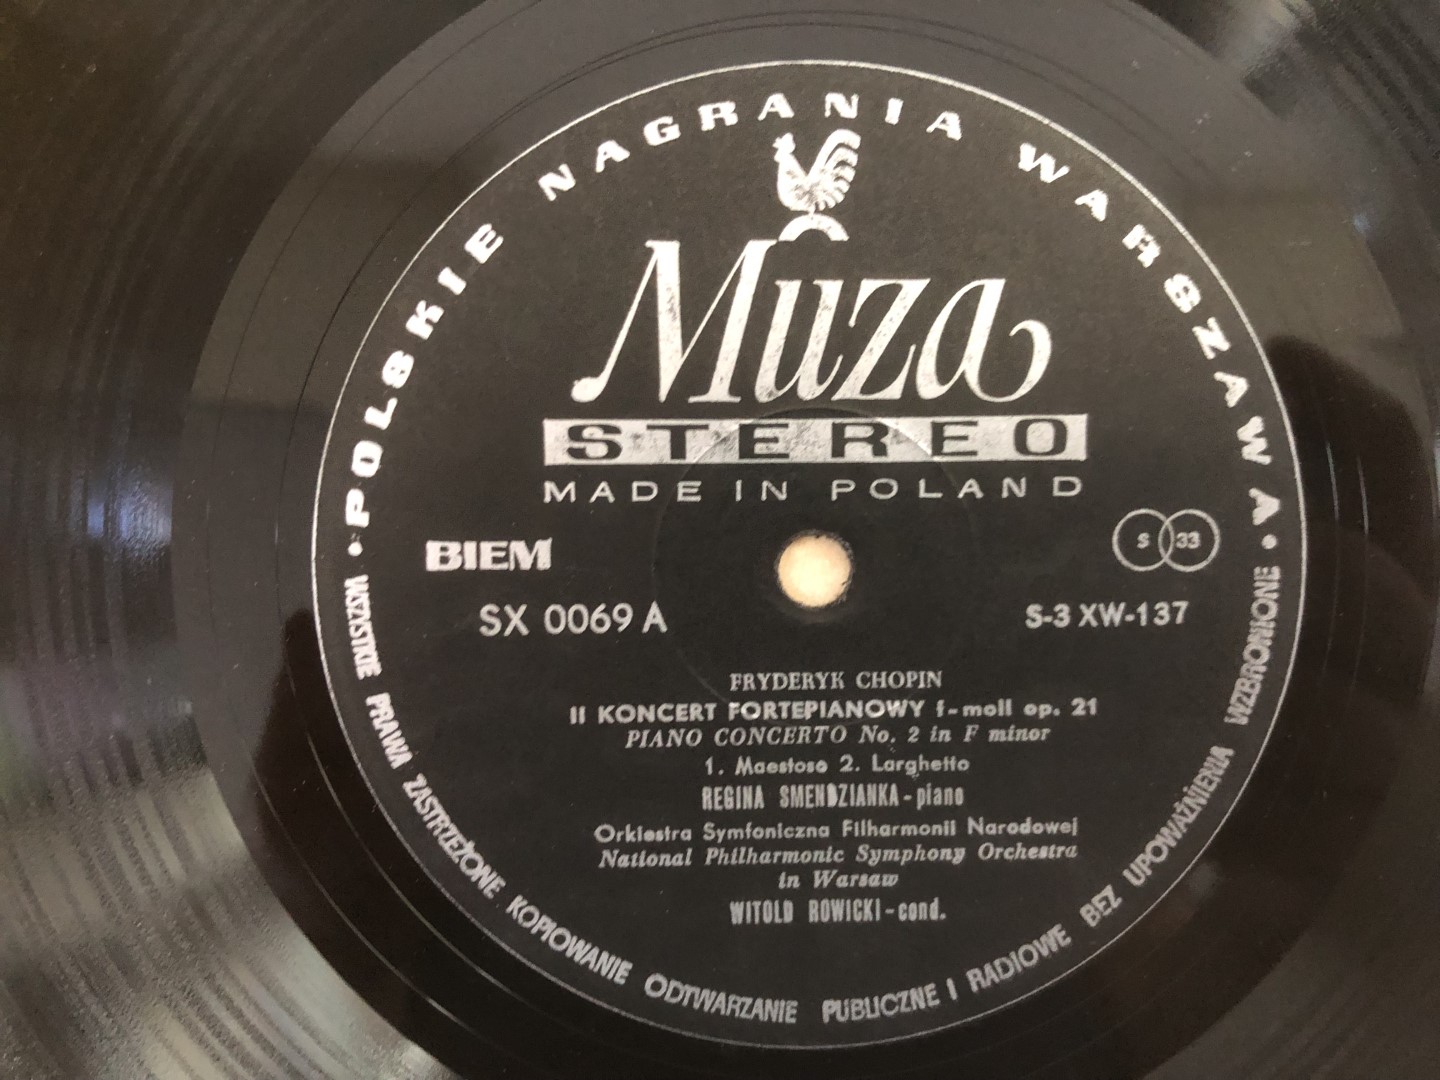 • POLSKIE NAGRANIA WARSZAWA •
Muza
STEREO
MADE IN POLAND
BIEM
S 33
SX 0069 A
S-3 XW-137
FRYDERYK CHOPIN
II KONCERT FORTEPIANOWY f-moll op. 21
PIANO CONCERTO No. 2 in F minor
1. Maestoso 2. Larghetto
REGINA SMENDZIANKA - piano
Orkiestra Symfoniczna Filharmonii Narodowej
National Philharmonic Symphony Orchestra
in Warsaw
WITOLD ROWICKI - cond.
WSZYSTKIE PRAWA ZASTRZEŻONE KOPIOWANIE ODTWARZANIE PUBLICZNE I RADIOWE BEZ UPOWAŻNIENIA WZBRONIONE